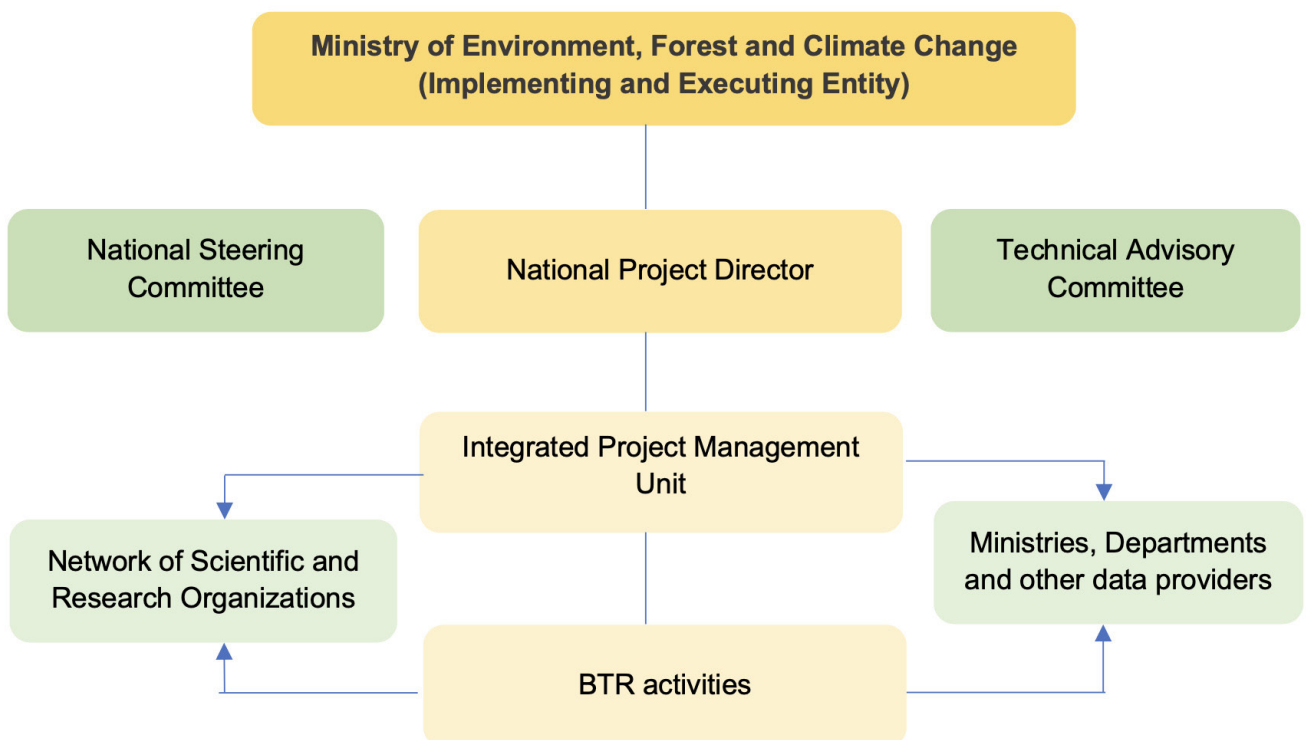 Ministry of Environment, Forest and Climate Change
(Implementing and Executing Entity)
National Steering
Committee
National Project Director
Technical Advisory
Committee
Integrated Project Management
Unit
Network of Scientific and
Research Organizations
Ministries, Departments
and other data providers
BTR activities